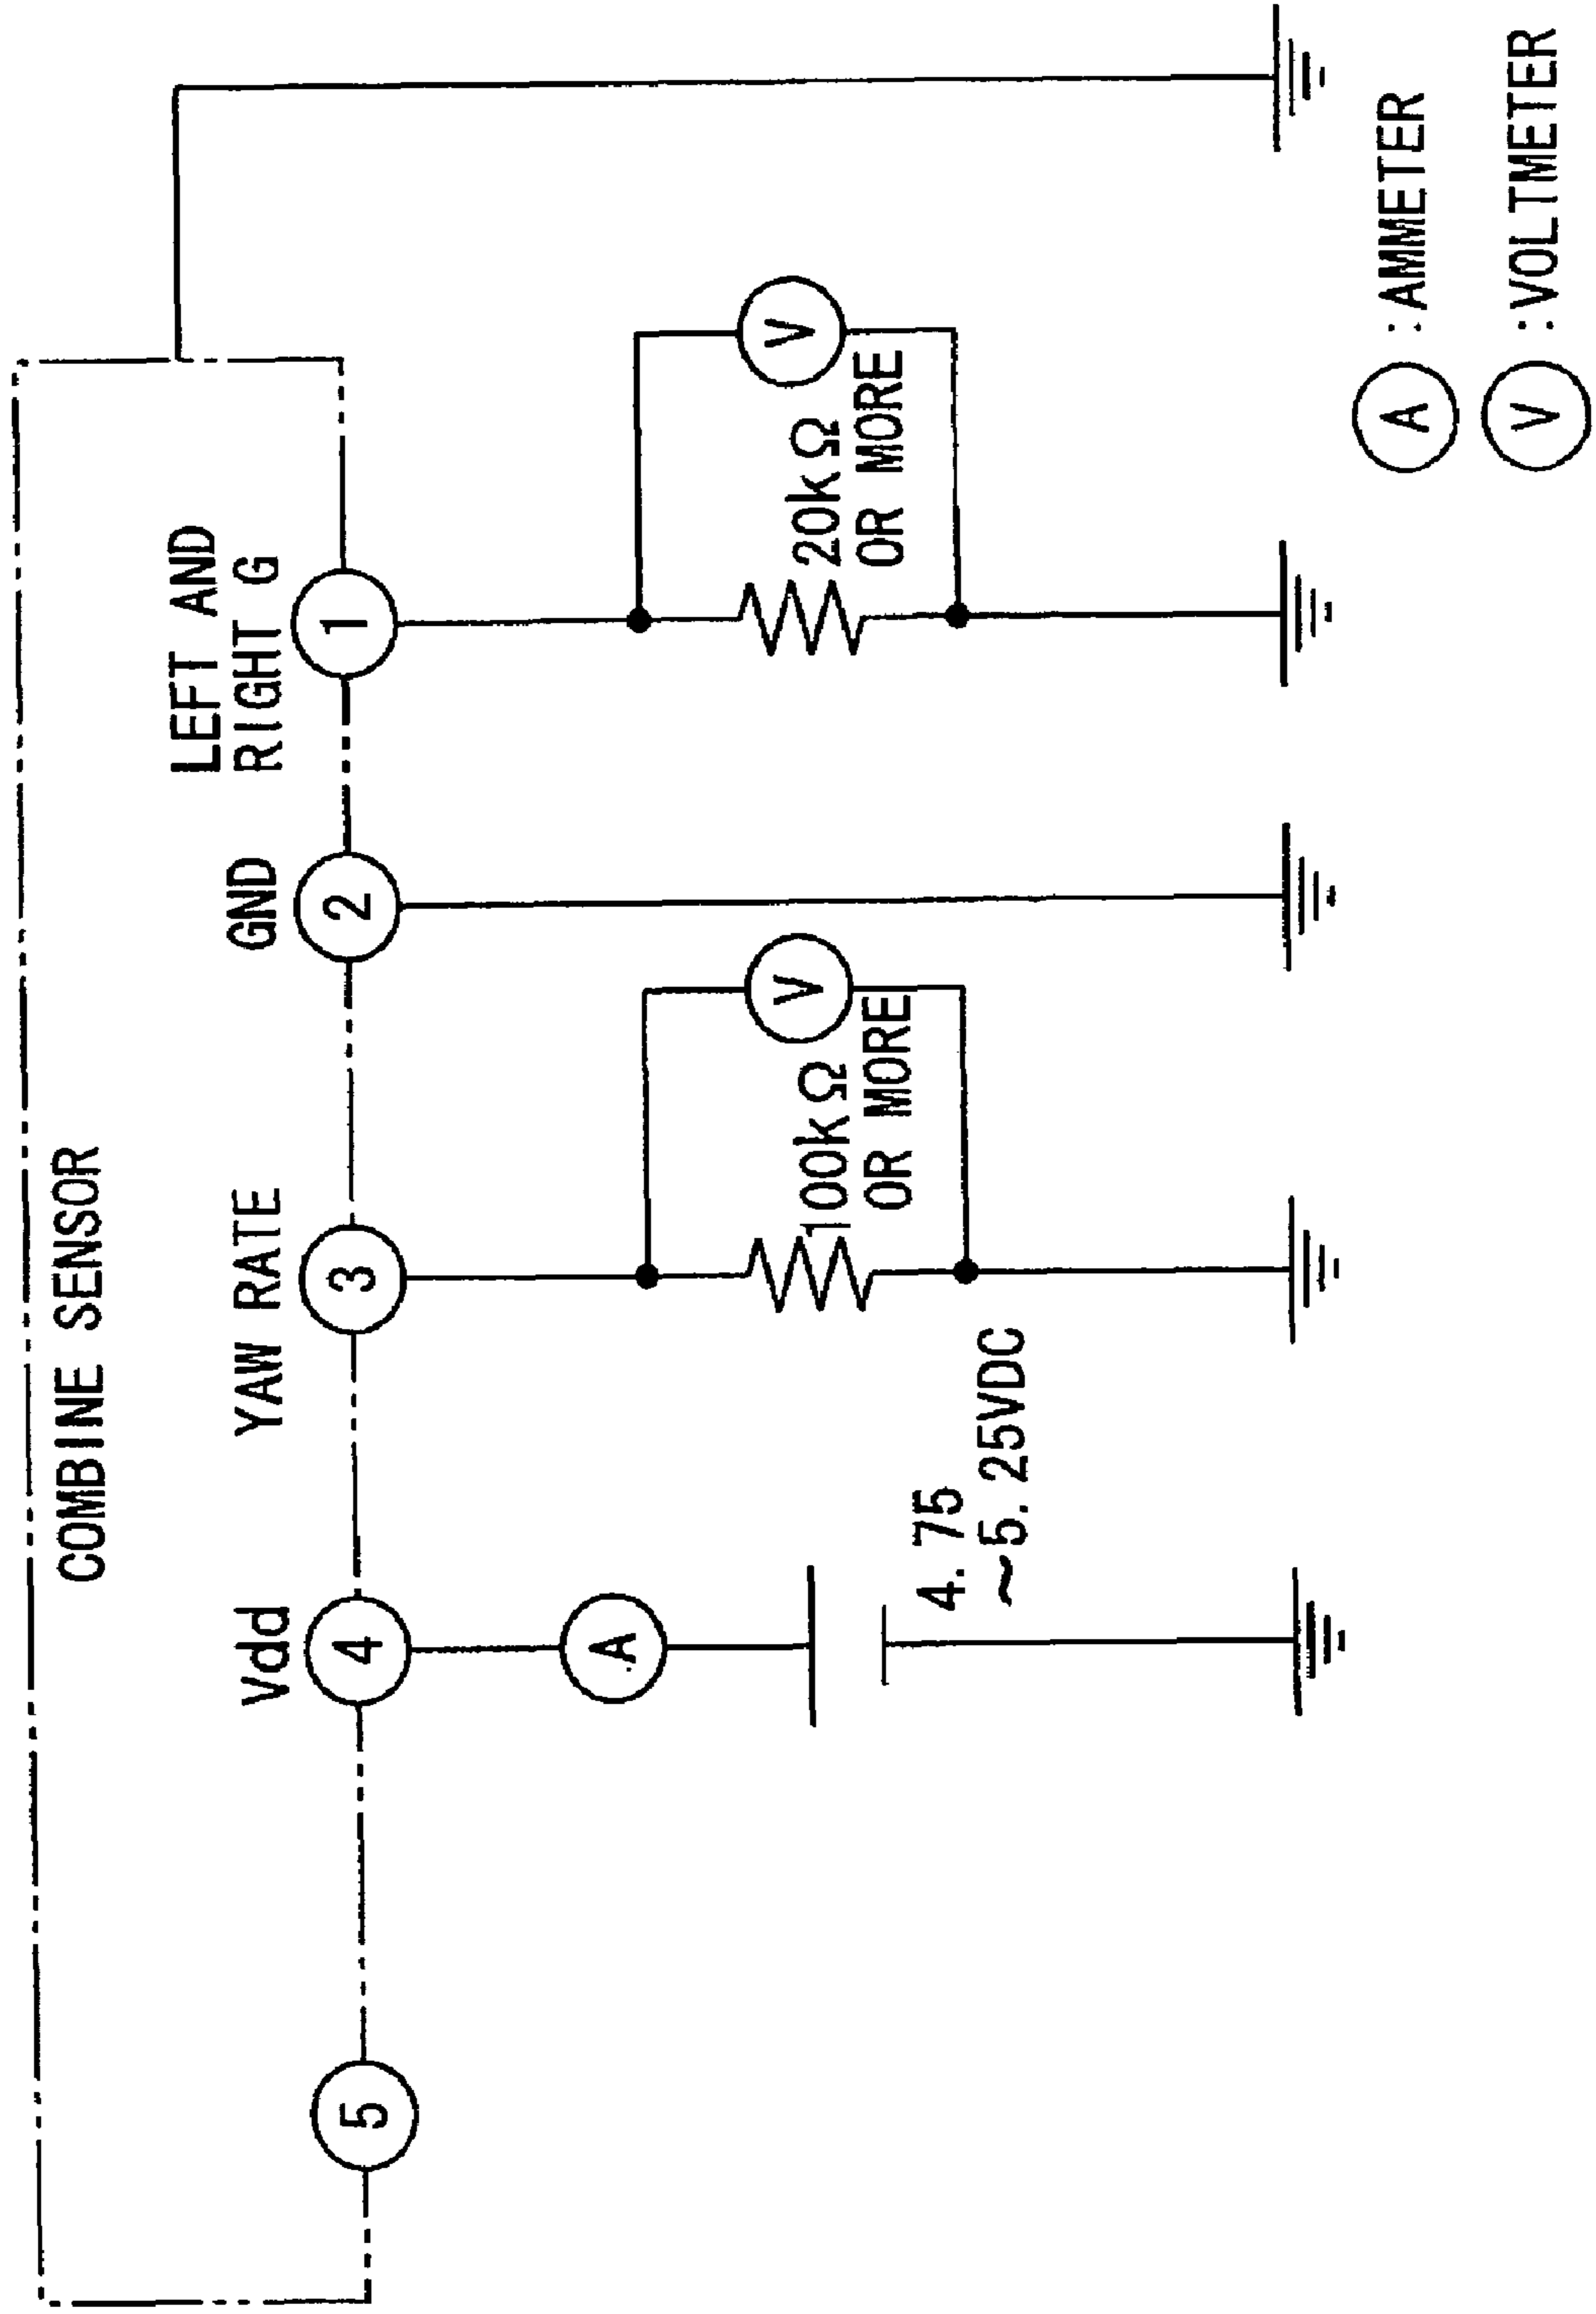 COMBINE SENSOR
5
Vdd
4
YAW RATE
3
GND
2
LEFT AND
RIGHT G
1
A
4. 75
~5. 25VDC
100kΩ
OR MORE
V
20kΩ
OR MORE
V
A :AMMETER
V :VOLTMETER